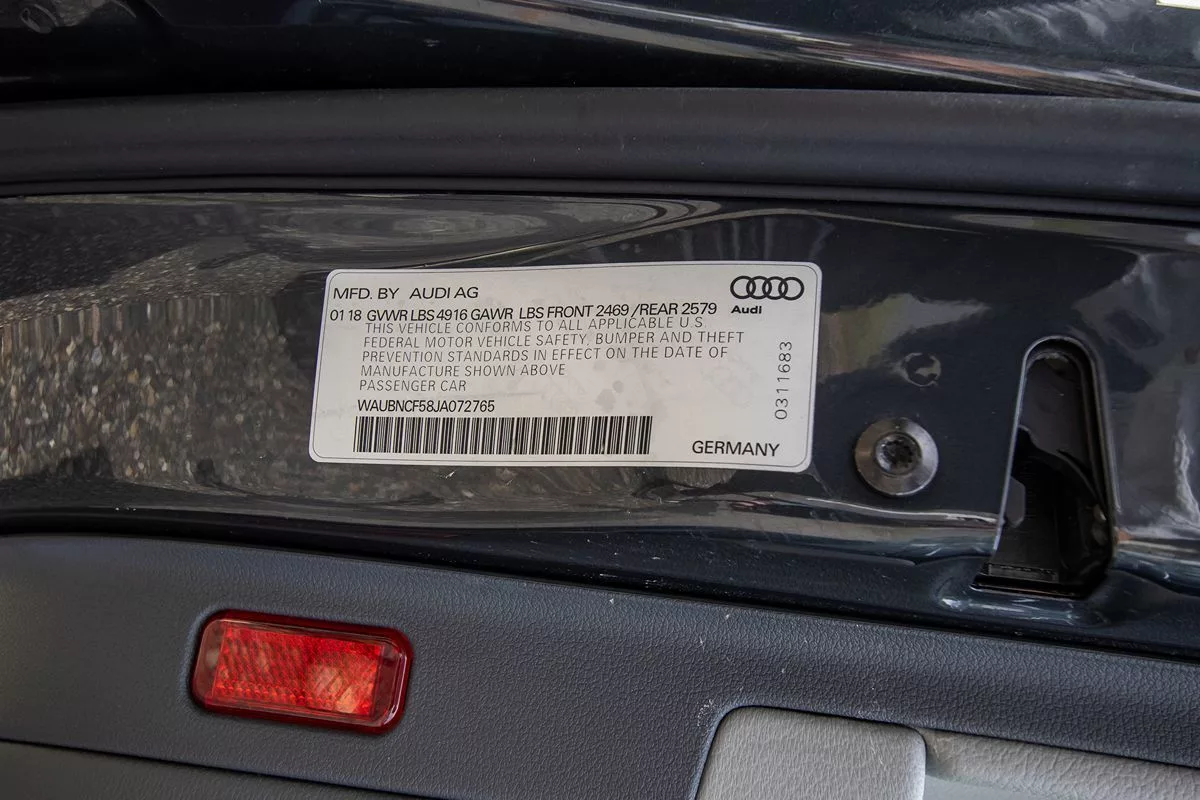 MFD. BY AUDI AG
Audi
01 18 GVWR LBS 4916 GAWR LBS FRONT 2469 /REAR 2579
THIS VEHICLE CONFORMS TO ALL APPLICABLE U.S.
FEDERAL MOTOR VEHICLE SAFETY, BUMPER AND THEFT
PREVENTION STANDARDS IN EFFECT ON THE DATE OF
MANUFACTURE SHOWN ABOVE
PASSENGER CAR
WAUBNCF58JA072765
0311683
GERMANY